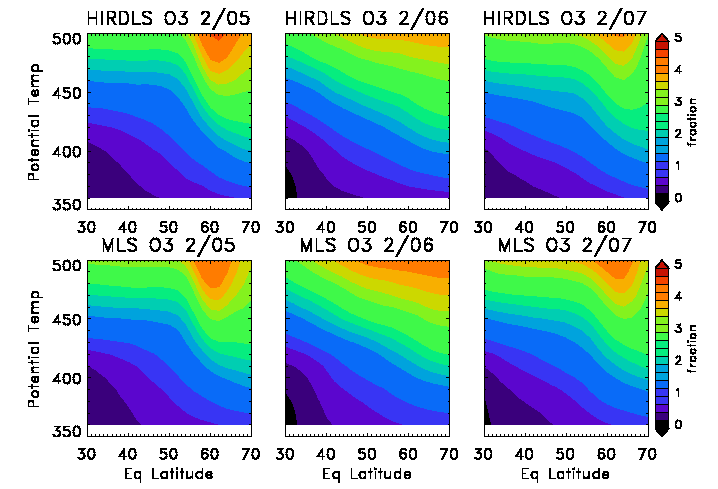 HIRDLS O3 2/05 HIRDLS O3 2/06 HIRDLS O3 2/07
Potential Temp
500
450
400
350
30 40 50 60 70 30 40 50 60 70 30 40 50 60 70
5
4
3
2
1
0
fraction
MLS O3 2/05 MLS O3 2/06 MLS O3 2/07
Potential Temp
500
450
400
350
30 40 50 60 70 30 40 50 60 70 30 40 50 60 70
Eq Latitude Eq Latitude Eq Latitude
5
4
3
2
1
0
fraction